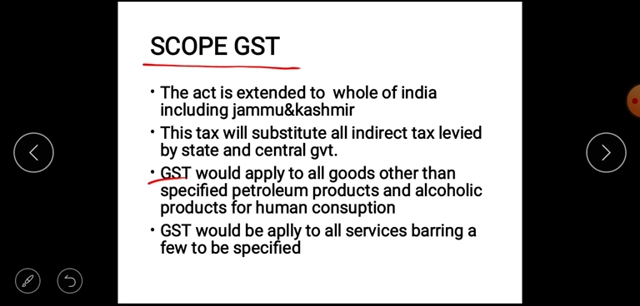 SCOPE GST
• The act is extended to whole of india
including jammu&kashmir
• This tax will substitute all indirect tax levied
by state and central gvt.
• GST would apply to all goods other than
specified petroleum products and alcoholic
products for human consuption
• GST would be aplly to all services barring a
few to be specified